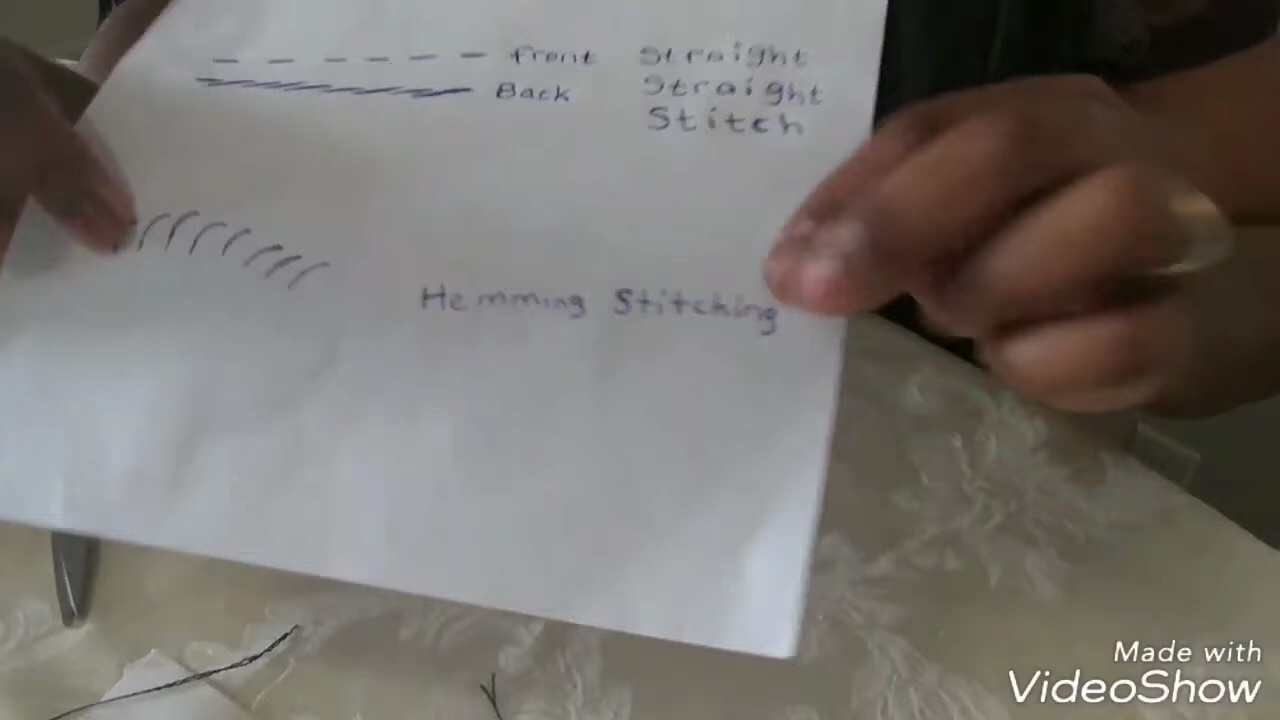 Front Straight
Back Straight
Stitch
Hemming Stitching
Made with
VideoShow